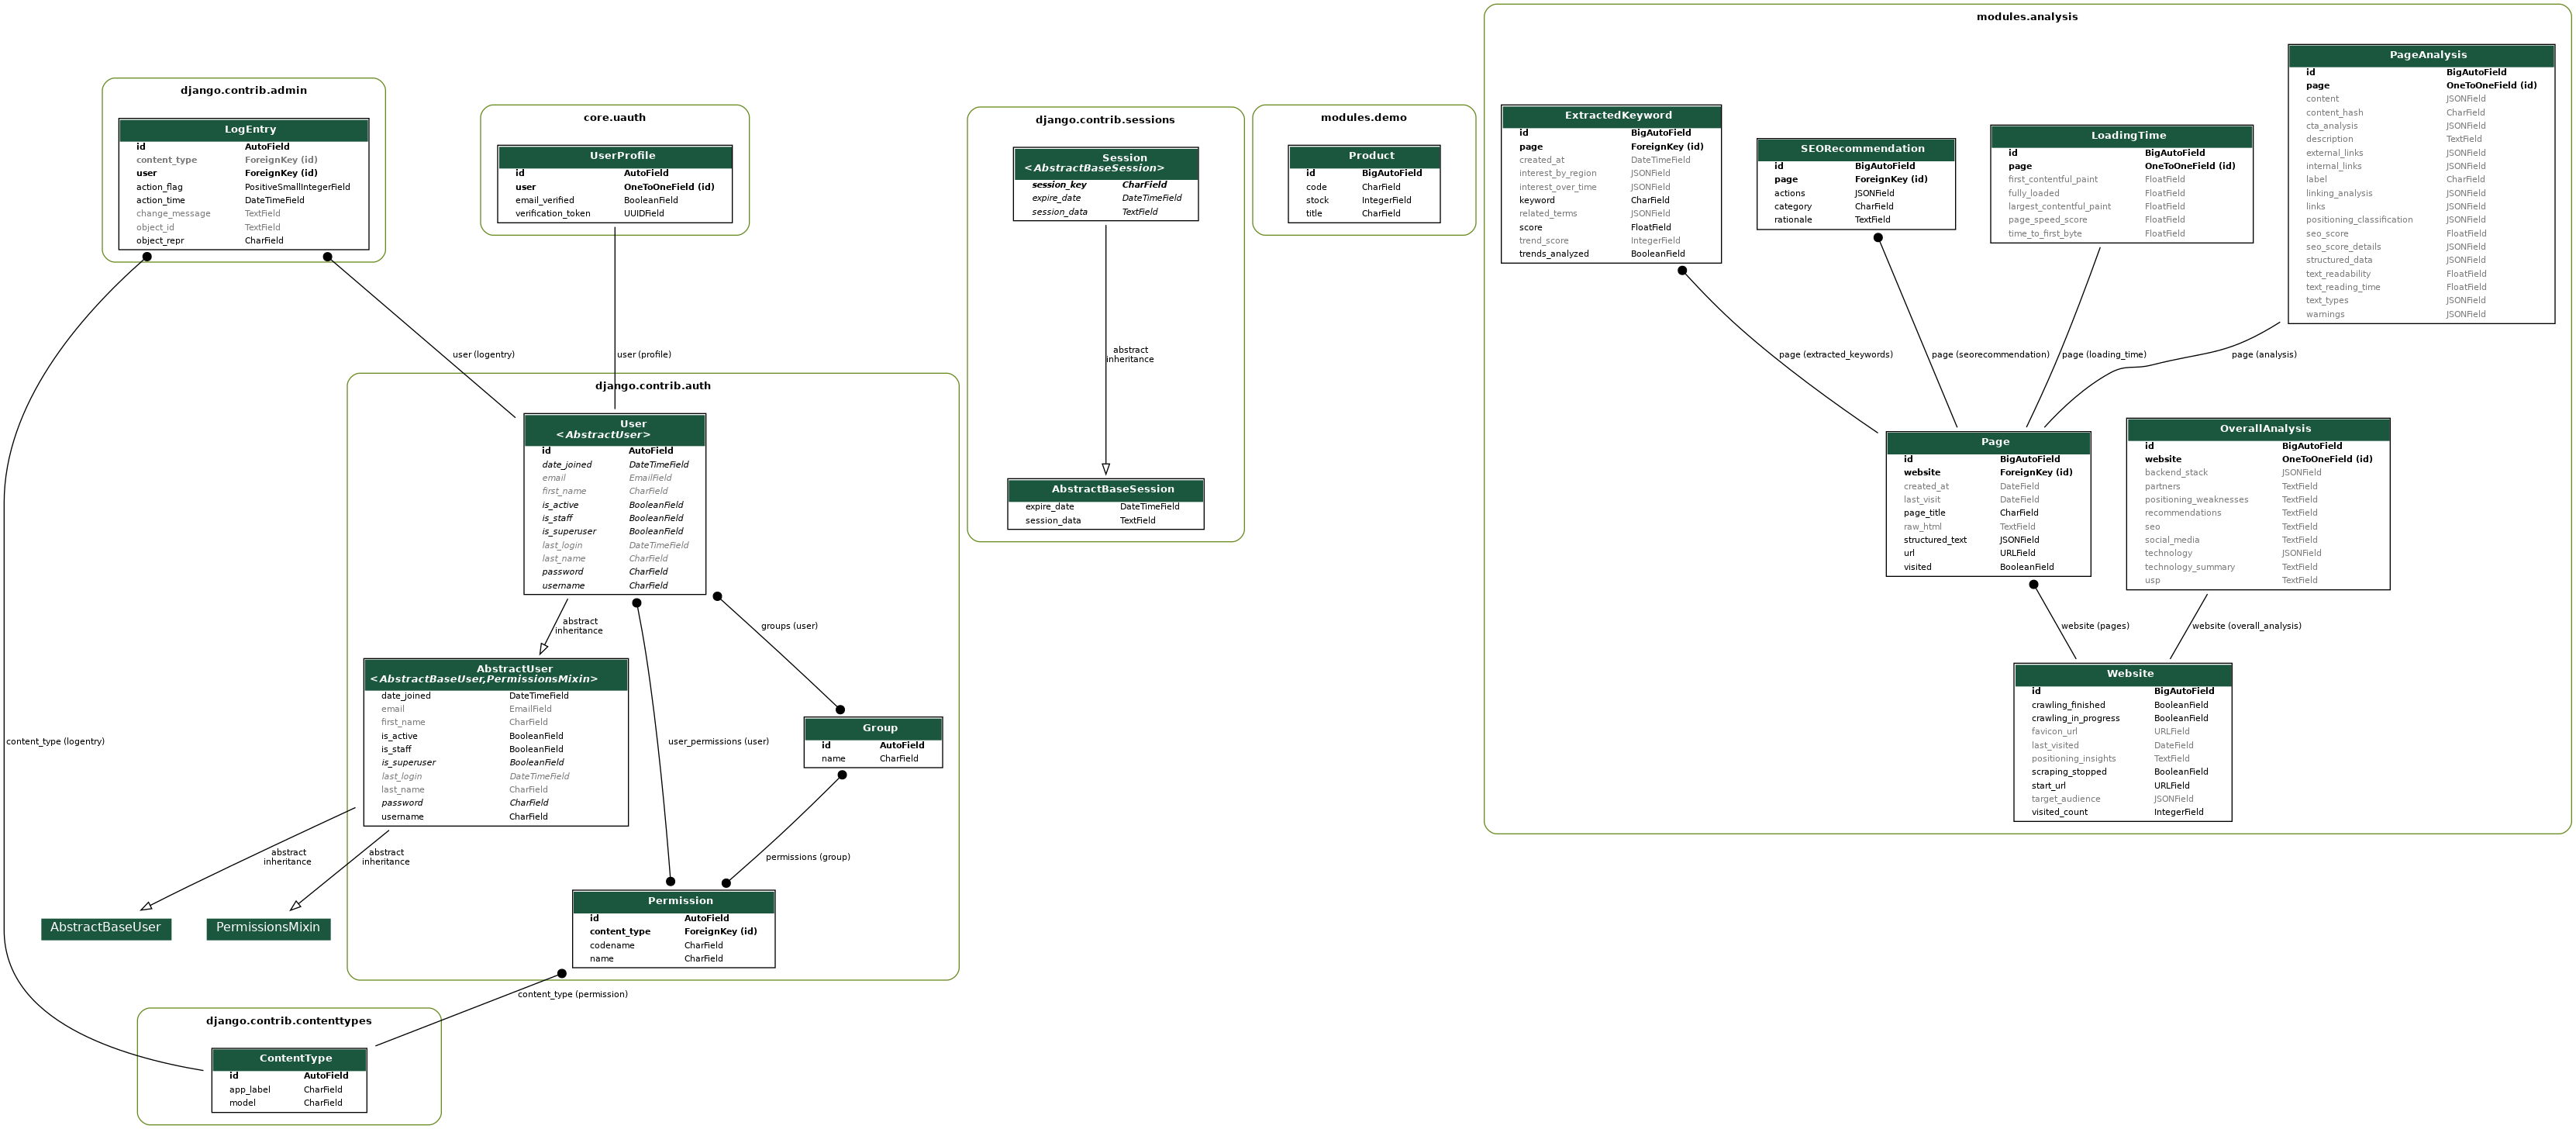 django.contrib.admin
LogEntry
id AutoField
content_type ForeignKey (id)
user ForeignKey (id)
action_flag PositiveSmallIntegerField
action_time DateTimeField
change_message TextField
object_id TextField
object_repr CharField
core.uauth
UserProfile
id AutoField
user OneToOneField (id)
email_verified BooleanField
verification_token UUIDField
django.contrib.sessions
Session
<AbstractBaseSession>
session_key CharField
expire_date DateTimeField
session_data TextField
abstract
inheritance
AbstractBaseSession
expire_date DateTimeField
session_data TextField
modules.demo
Product
id BigAutoField
code CharField
stock IntegerField
title CharField
modules.analysis
ExtractedKeyword
id BigAutoField
page ForeignKey (id)
created_at DateTimeField
interest_by_region JSONField
interest_over_time JSONField
keyword CharField
related_terms JSONField
score FloatField
trend_score IntegerField
trends_analyzed BooleanField
SEORecommendation
id BigAutoField
page ForeignKey (id)
actions JSONField
category CharField
rationale TextField
LoadingTime
id BigAutoField
page OneToOneField (id)
first_contentful_paint FloatField
fully_loaded FloatField
largest_contentful_paint FloatField
page_speed_score FloatField
time_to_first_byte FloatField
PageAnalysis
id BigAutoField
page OneToOneField (id)
content JSONField
content_hash CharField
cta_analysis JSONField
description TextField
external_links JSONField
internal_links JSONField
label CharField
linking_analysis JSONField
links JSONField
positioning_classification JSONField
seo_score FloatField
seo_score_details JSONField
structured_data JSONField
text_readability FloatField
text_reading_time FloatField
text_types JSONField
warnings JSONField
page (extracted_keywords)
page (seorecommendation)
page (loading_time)
page (analysis)
Page
id BigAutoField
website ForeignKey (id)
created_at DateField
last_visit DateField
page_title CharField
raw_html TextField
structured_text JSONField
url URLField
visited BooleanField
OverallAnalysis
id BigAutoField
website OneToOneField (id)
backend_stack JSONField
partners TextField
positioning_weaknesses TextField
recommendations TextField
seo TextField
social_media TextField
technology JSONField
technology_summary TextField
usp TextField
website (pages)
website (overall_analysis)
Website
id BigAutoField
crawling_finished BooleanField
crawling_in_progress BooleanField
favicon_url URLField
last_visited DateField
positioning_insights TextField
scraping_stopped BooleanField
start_url URLField
target_audience JSONField
visited_count IntegerField
user (logentry)
user (profile)
django.contrib.auth
User
<AbstractUser>
id AutoField
date_joined DateTimeField
email EmailField
first_name CharField
is_active BooleanField
is_staff BooleanField
is_superuser BooleanField
last_login DateTimeField
last_name CharField
password CharField
username CharField
abstract
inheritance
groups (user)
AbstractUser
<AbstractBaseUser,PermissionsMixin>
date_joined DateTimeField
email EmailField
first_name CharField
is_active BooleanField
is_staff BooleanField
is_superuser BooleanField
last_login DateTimeField
last_name CharField
password CharField
username CharField
content_type (logentry)
user_permissions (user)
Group
id AutoField
name CharField
abstract
inheritance
abstract
inheritance
permissions (group)
AbstractBaseUser
PermissionsMixin
Permission
id AutoField
content_type ForeignKey (id)
codename CharField
name CharField
content_type (permission)
django.contrib.contenttypes
ContentType
id AutoField
app_label CharField
model CharField